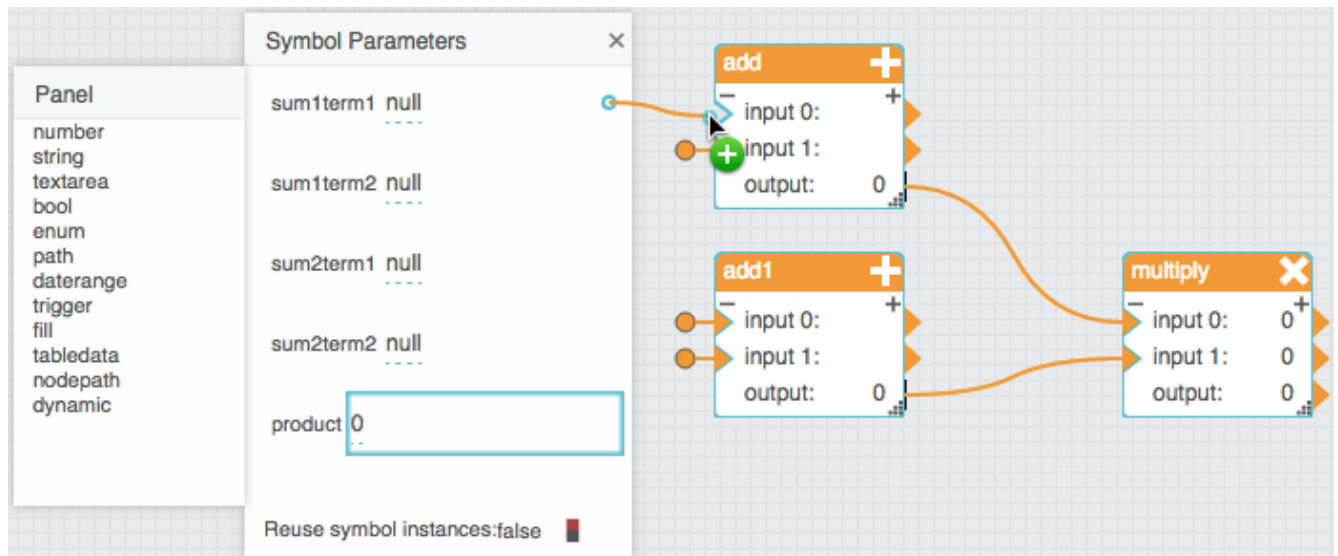 Panel
number
string
textarea
bool
enum
path
daterange
trigger
fill
tabledata
nodepath
dynamic
Symbol Parameters ×
sum1term1 null
sum1term2 null
sum2term1 null
sum2term2 null
product 0
Reuse symbol instances:false
add
input 0:
input 1:
output: 0
add1
input 0:
input 1:
output: 0
multiply
input 0: 0
input 1: 0
output: 0